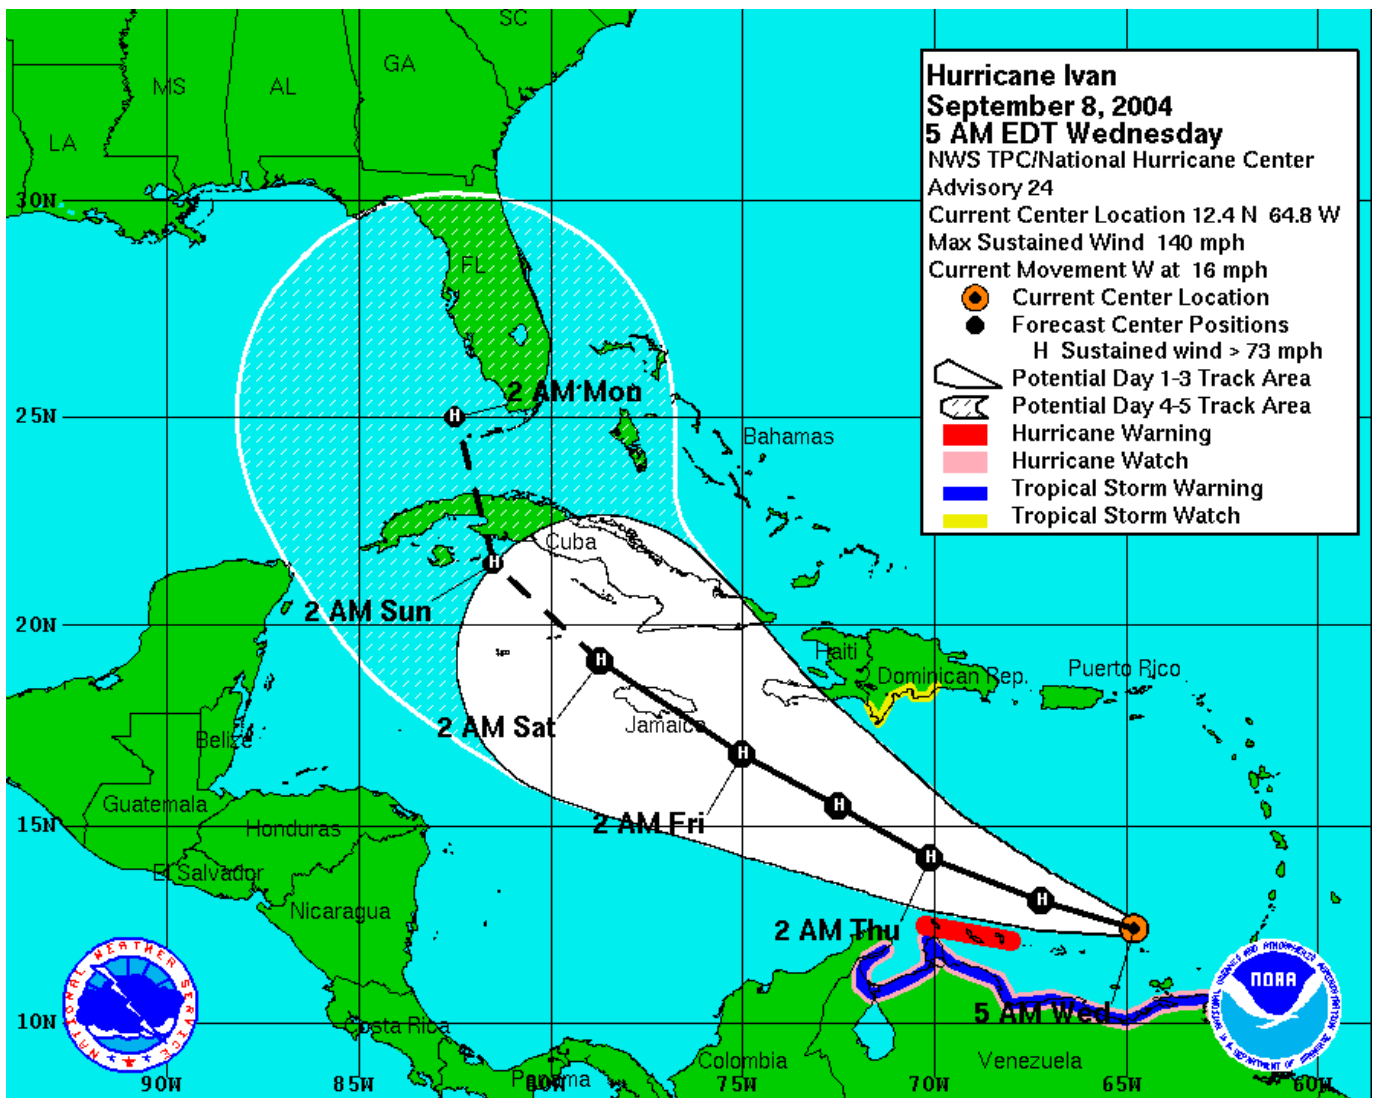 Hurricane Ivan
September 8, 2004
5 AM EDT Wednesday
NWS TPC/National Hurricane Center
Advisory 24
Current Center Location 12.4 N 64.8 W
Max Sustained Wind 140 mph
Current Movement W at 16 mph
Current Center Location
Forecast Center Positions
H Sustained wind > 73 mph
Potential Day 1-3 Track Area
Potential Day 4-5 Track Area
Hurricane Warning
Hurricane Watch
Tropical Storm Warning
Tropical Storm Watch
SC
GA
MS
AL
LA
30N
FL
2 AM Mon
H
25N
Bahamas
Cuba
H
2 AM Sun
20N
Haiti
Dominican Rep.
Puerto Rico
H
2 AM Sat
Jamaica
Belize
H
Guatemala
2 AM Fri
H
15N
Honduras
H
El Salvador
Nicaragua
H
2 AM Thu
5 AM Wed
10N
Costa Rica
Panama
Colombia
Venezuela
90W
85W
80W
75W
70W
65W
60W
NATIONAL WEATHER SERVICE
NOAA